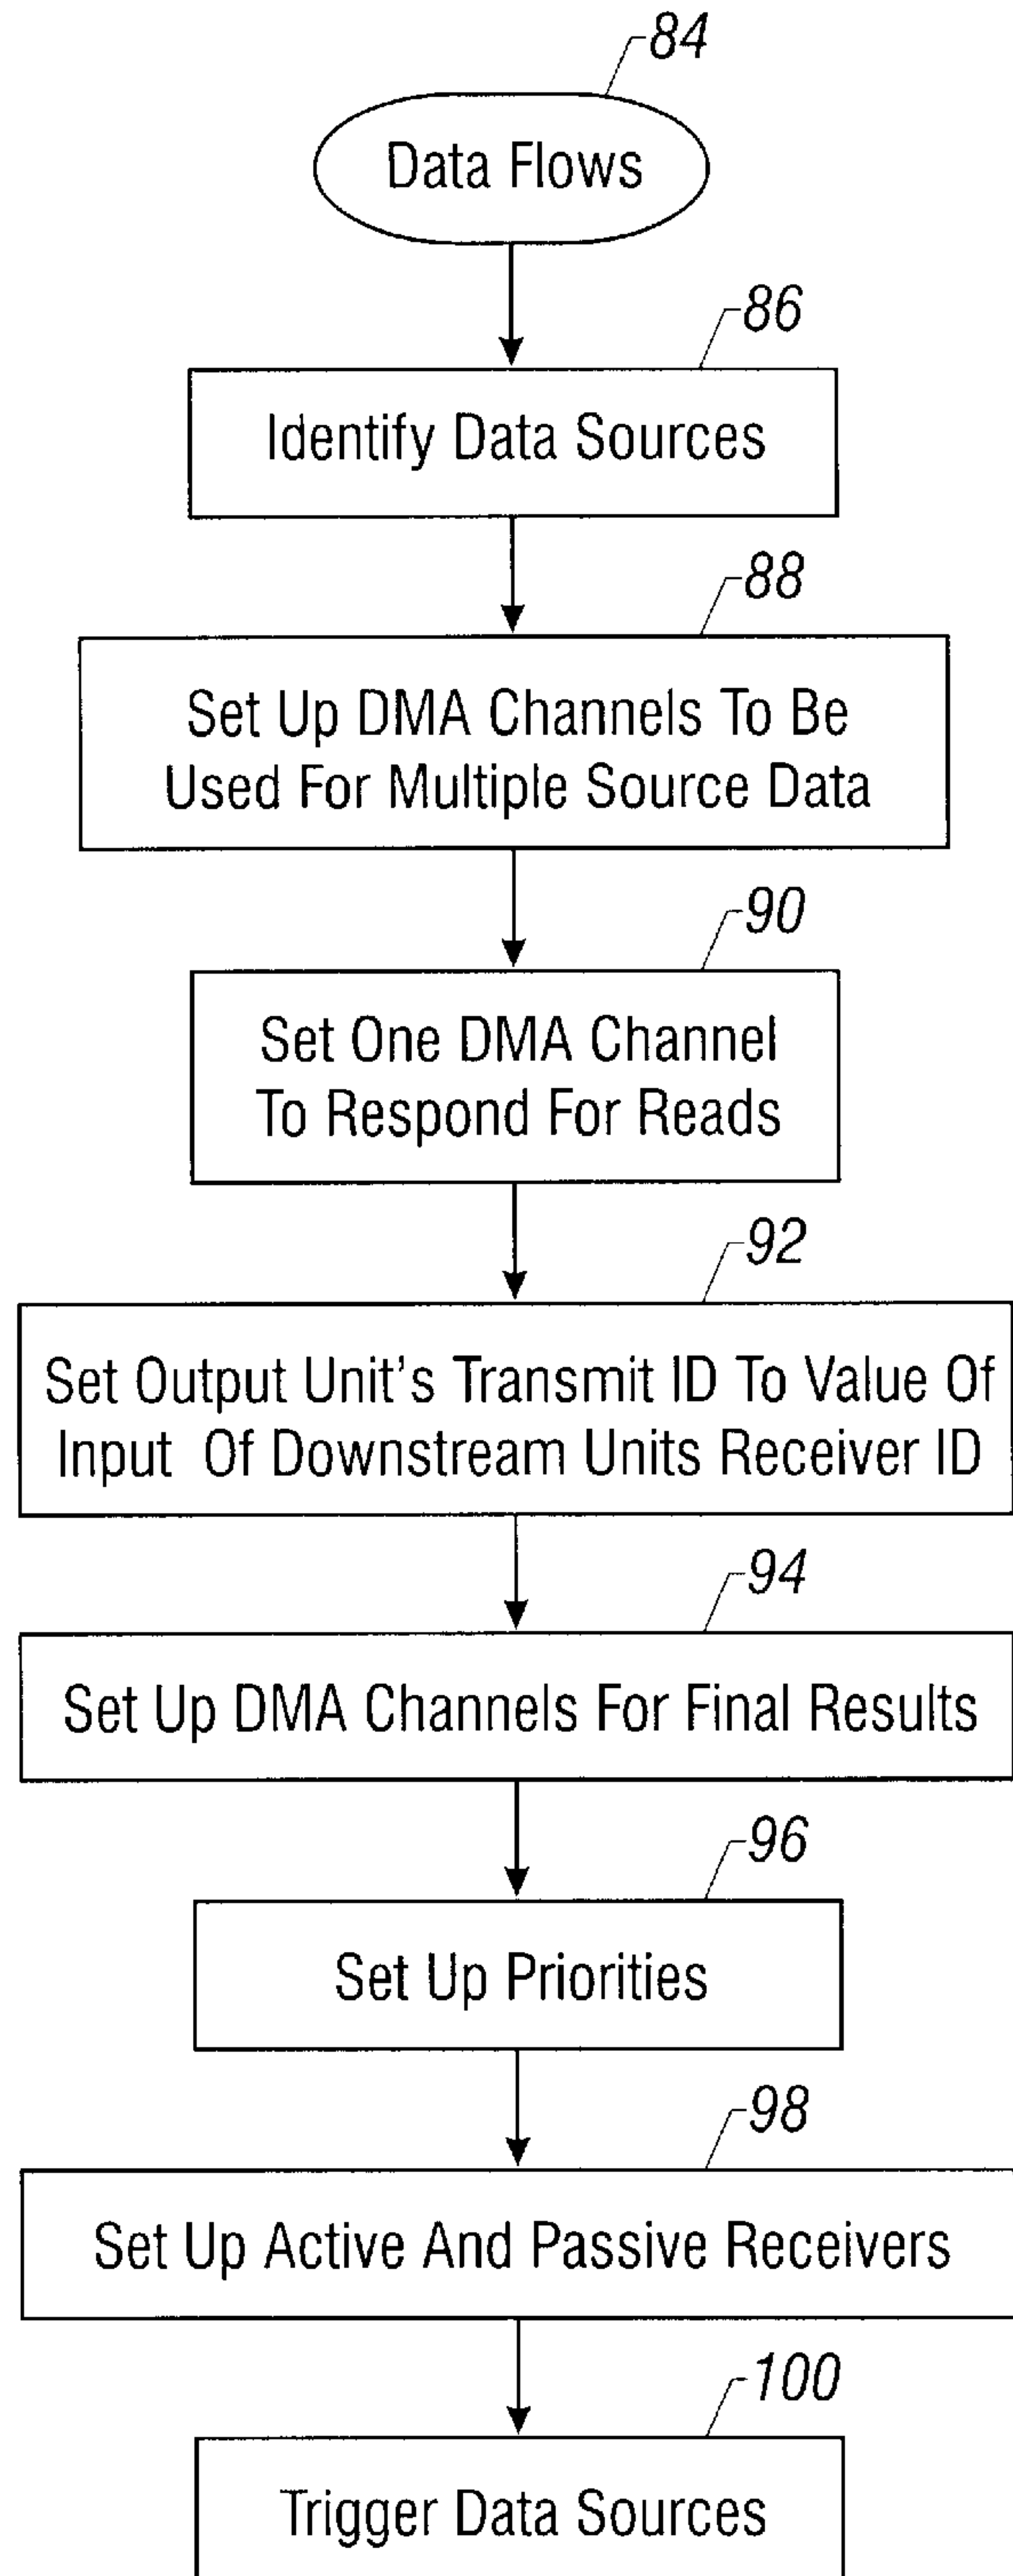 84
Data Flows
86
Identify Data Sources
88
Set Up DMA Channels To Be
Used For Multiple Source Data
90
Set One DMA Channel
To Respond For Reads
92
Set Output Unit's Transmit ID To Value Of
Input Of Downstream Units Receiver ID
94
Set Up DMA Channels For Final Results
96
Set Up Priorities
98
Set Up Active And Passive Receivers
100
Trigger Data Sources